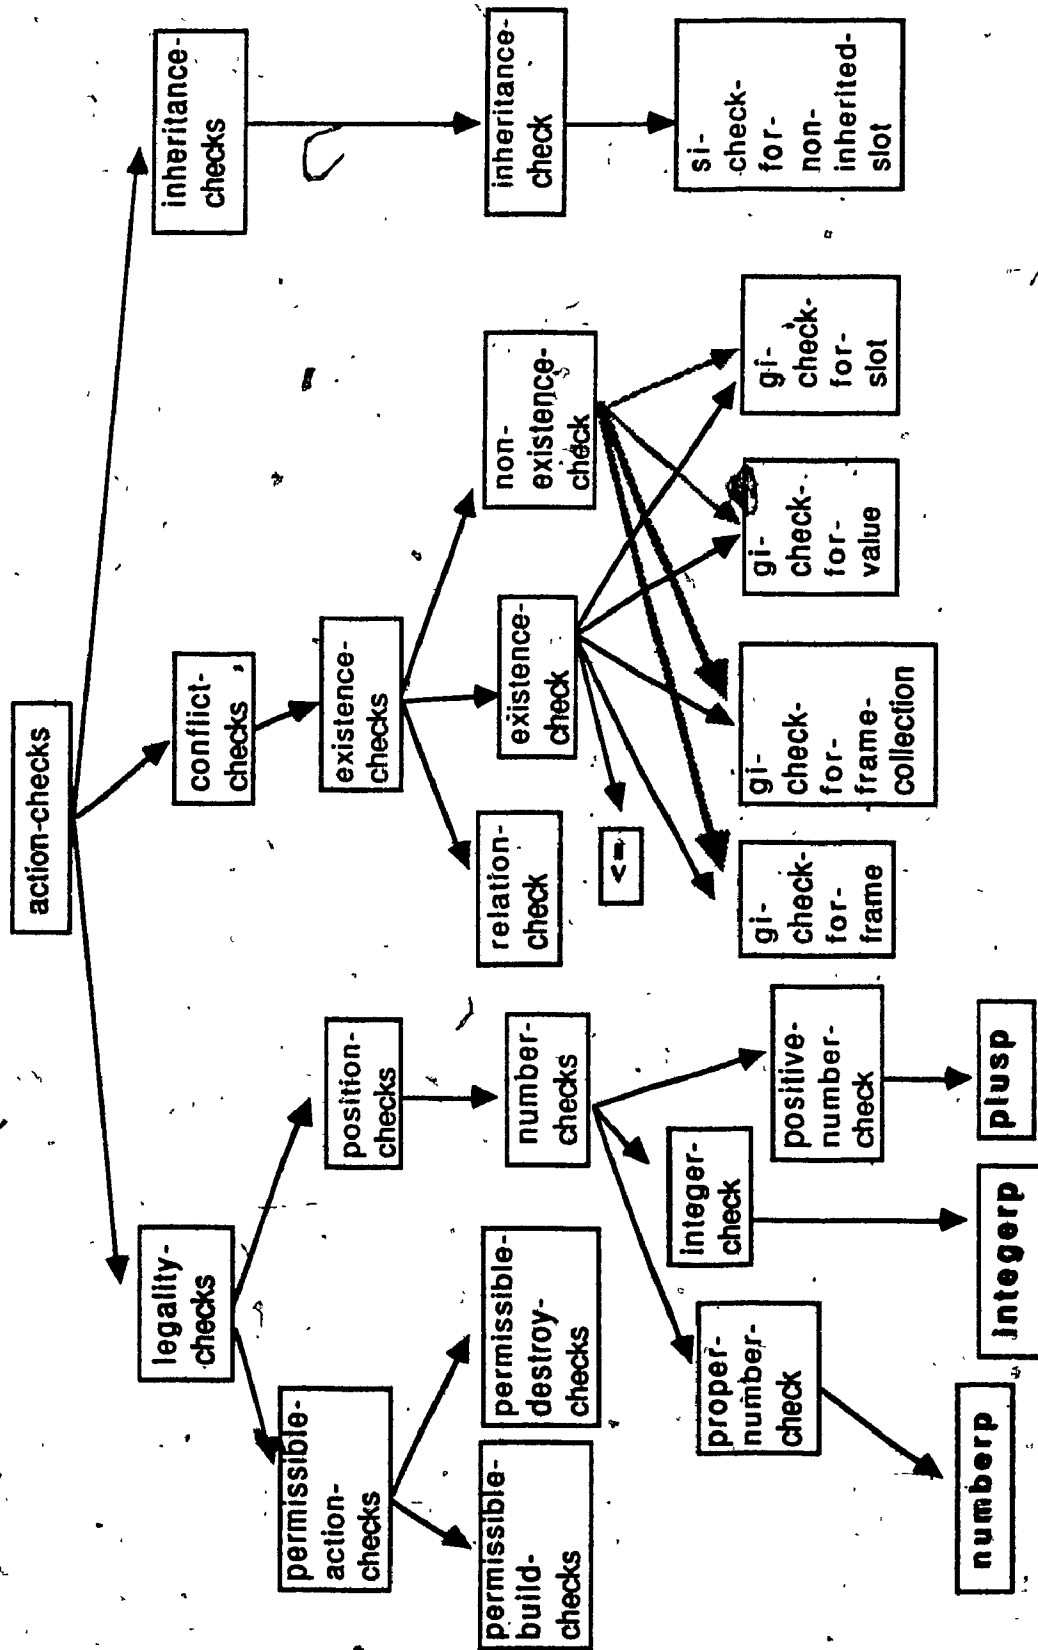 action-checks
legality-
checks
conflict-
checks
inheritance-
checks
permissible-
action-
checks
position-
checks
existence-
checks
permissible-
build-
checks
permissible-
destroy-
checks
number-
checks
relation-
check
existence-
check
non-
existence-
check
inheritance-
check
proper-
number-
check
integer-
check
positive-
number-
check
<=
gi-
check-
for-
frame
gi-
check-
for-
frame-
collection
gi-
check-
for-
value
gi-
check-
for-
slot
si-
check-
for-
non-
inherited-
slot
numberp
integerp
plusp